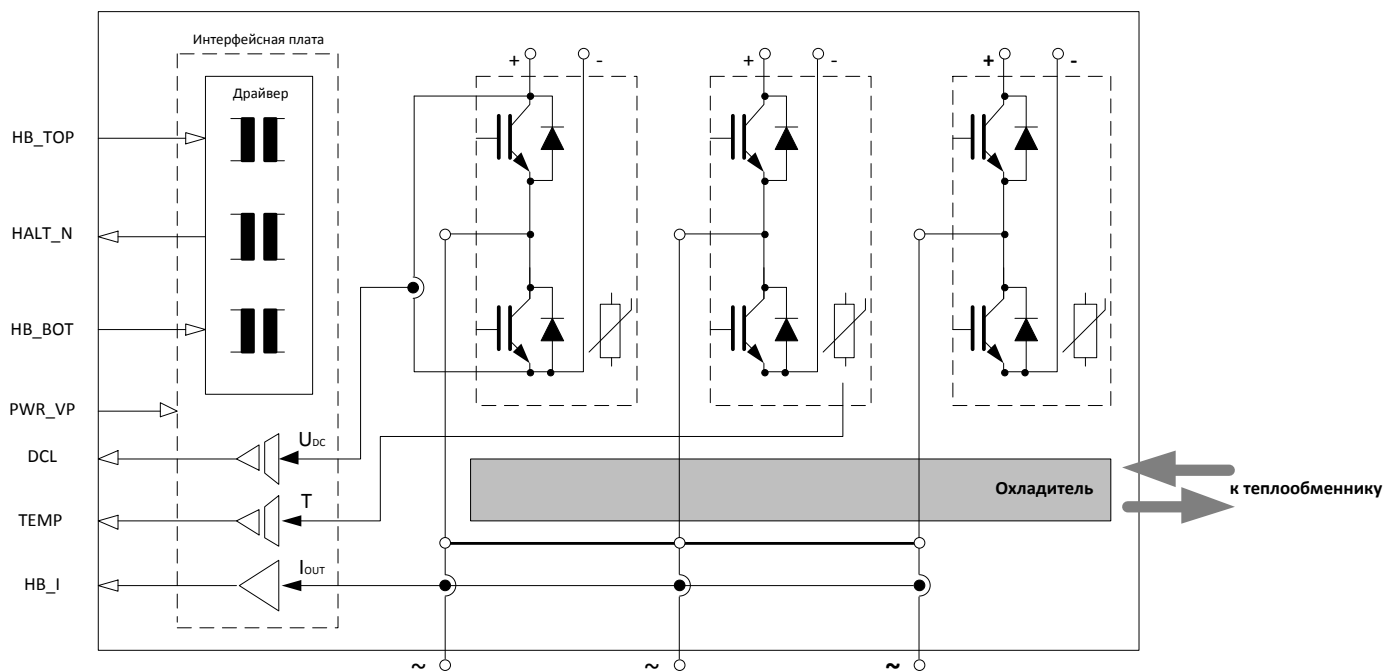 Интерфейсная плата
Драйвер
+ -
+ -
+ -
HB_TOP
HALT_N
HB_BOT
PWR_VP
DCL
UDC
TEMP
T
HB_I
IOUT
Охладитель
к теплообменнику
~ ~ ~